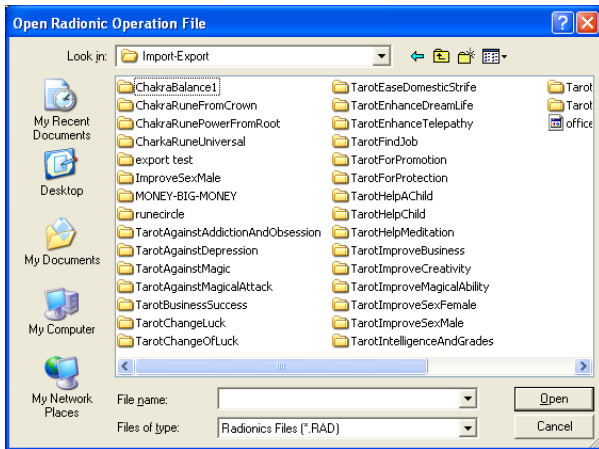 Open Radionic Operation File
Look in: Import-Export
My Recent
Documents
Desktop
My Documents
My Computer
My Network
Places
ChakraBalance1
ChakraRuneFromCrown
ChakraRunePowerFromRoot
CharkaRuneUniversal
export test
ImproveSexMale
MONEY-BIG-MONEY
runecircle
TarotAgainstAddictionAndObsession
TarotAgainstDepression
TarotAgainstMagic
TarotAgainstMagicalAttack
TarotBusinessSuccess
TarotChangeLuck
TarotChangeOfLuck
TarotEaseDomesticStrife
TarotEnhanceDreamLife
TarotEnhanceTelepathy
TarotFindJob
TarotForPromotion
TarotForProtection
TarotHelpAChild
TarotHelpChild
TarotHelpMeditation
TarotImproveBusiness
TarotImproveCreativity
TarotImproveMagicalAbility
TarotImproveSexFemale
TarotImproveSexMale
TarotIntelligenceAndGrades
Tarot
Tarot
office
File name:
Open
Files of type: Radionics Files (*.RAD)
Cancel